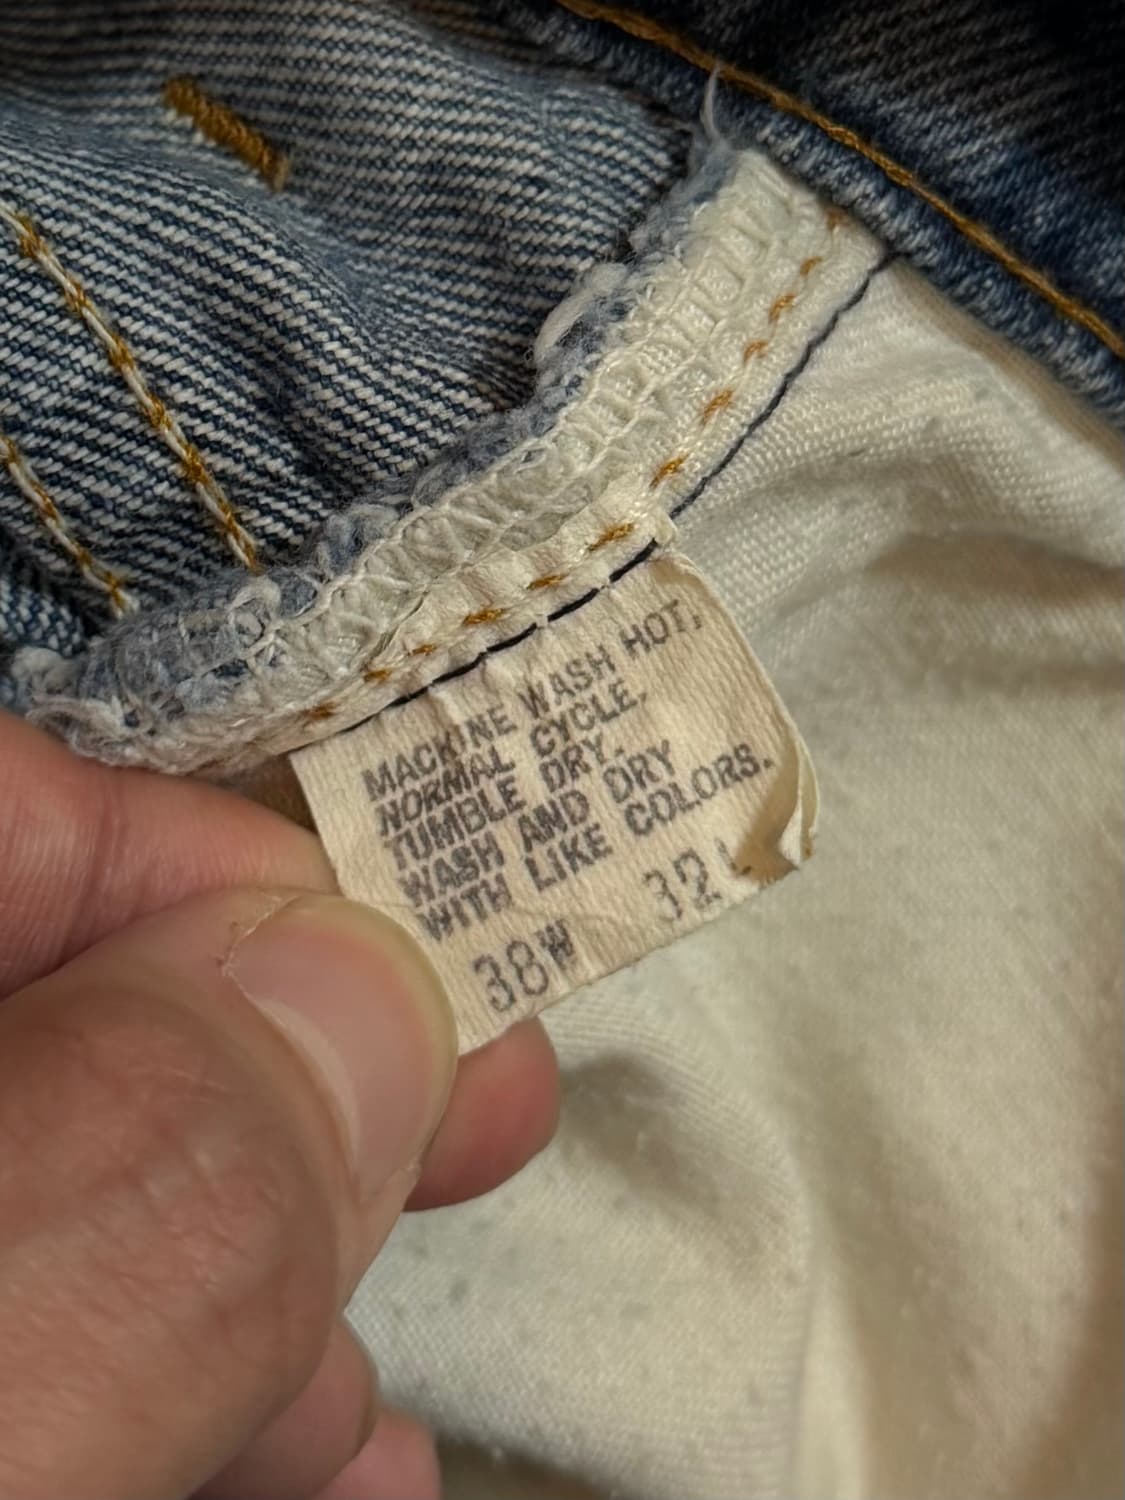 MACHINE WASH HOT,
NORMAL CYCLE.
TUMBLE DRY.
WASH AND DRY
WITH LIKE COLORS.
38W 32L